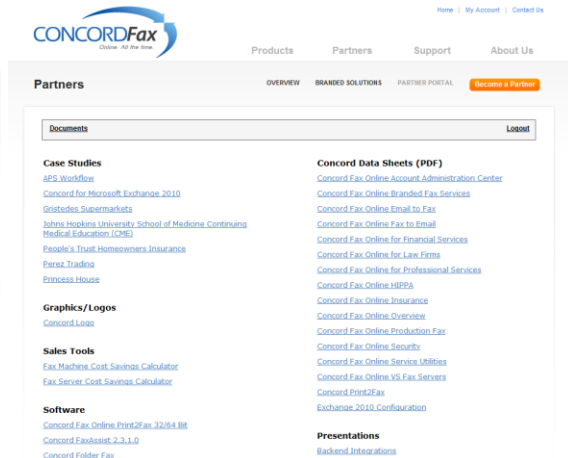 Home | My Account | Contact Us
CONCORDFax
Online. All the time.
Products Partners Support About Us
Partners
OVERVIEW BRANDED SOLUTIONS PARTNER PORTAL Become a Partner
Documents Logout
Case Studies
APS Workflow
Concord for Microsoft Exchange 2010
Gristedes Supermarkets
Johns Hopkins University School of Medicine Continuing
Medical Education (CME)
People's Trust Homeowners Insurance
Perez Trading
Princess House
Graphics/Logos
Concord Logo
Sales Tools
Fax Machine Cost Savings Calculator
Fax Server Cost Savings Calculator
Software
Concord Fax Online Print2Fax 32/64 Bit
Concord FaxAssist 2.3.1.0
Concord Folder Fax
Concord Data Sheets (PDF)
Concord Fax Online Account Administration Center
Concord Fax Online Branded Fax Services
Concord Fax Online Email to Fax
Concord Fax Online Fax to Email
Concord Fax Online for Financial Services
Concord Fax Online for Law Firms
Concord Fax Online for Professional Services
Concord Fax Online HIPPA
Concord Fax Online Insurance
Concord Fax Online Overview
Concord Fax Online Production Fax
Concord Fax Online Security
Concord Fax Online Service Utilities
Concord Fax Online VS Fax Servers
Concord Print2Fax
Exchange 2010 Configuration
Presentations
Backend Integrations